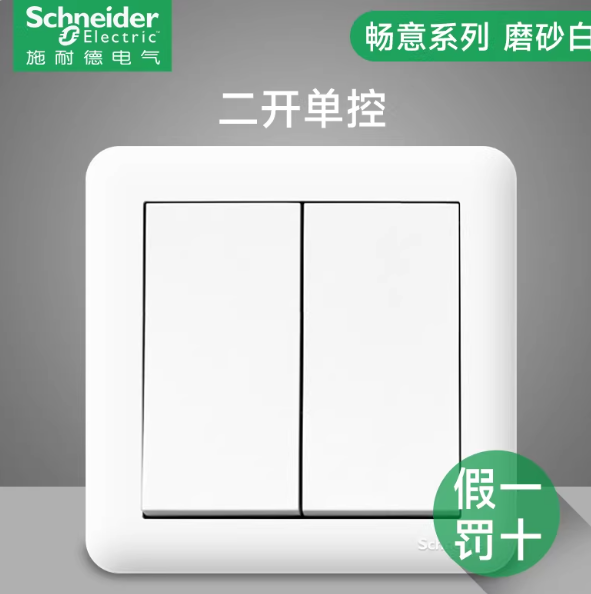 Schneider
Electric
施耐德电气
畅意系列 磨砂白
二开单控
假一
罚十